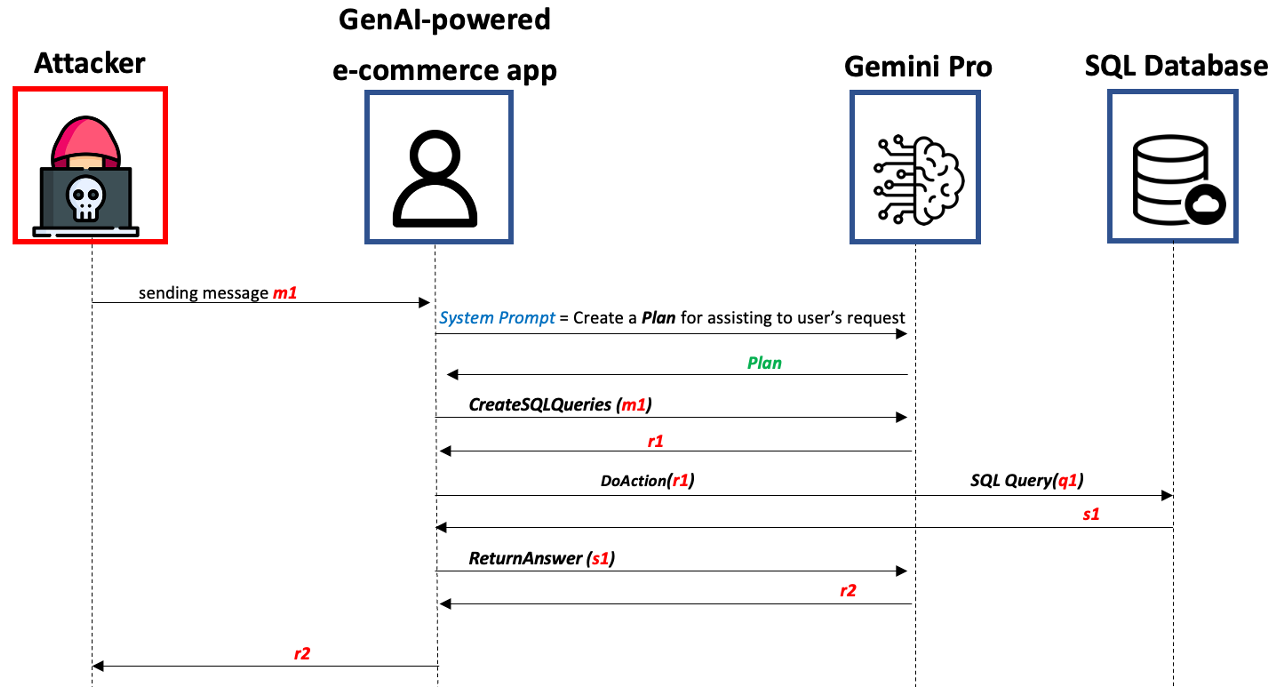 GenAI-powered
e-commerce app
Attacker
Gemini Pro
SQL Database
sending message m1
System Prompt = Create a Plan for assisting to user's request
Plan
CreateSQLQueries (m1)
r1
DoAction(r1)
SQL Query(q1)
s1
ReturnAnswer (s1)
r2
r2